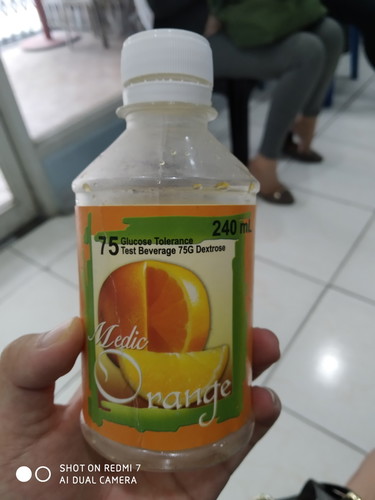 240 mL
75 Glucose Tolerance
Test Beverage 75G Dextrose
Medic
Orange
SHOT ON REDMI 7
AI DUAL CAMERA